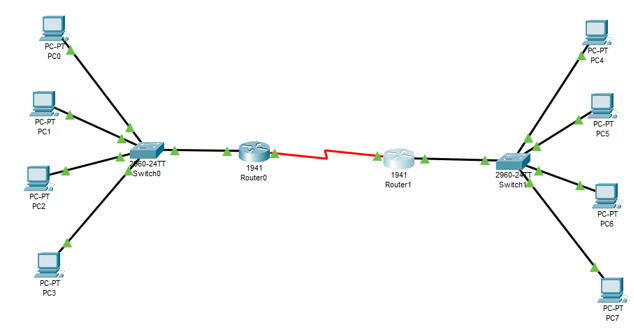 PC-PT
PC0
PC-PT
PC1
PC-PT
PC2
PC-PT
PC3
2960-24TT
Switch0
1941
Router0
1941
Router1
2960-24TT
Switch1
PC-PT
PC4
PC-PT
PC5
PC-PT
PC6
PC-PT
PC7